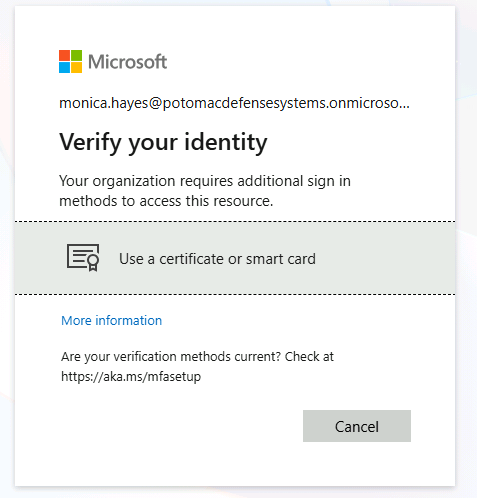 Microsoft
monica.hayes@potomacdefensesystems.onmicroso...
Verify your identity
Your organization requires additional sign in
methods to access this resource.
Use a certificate or smart card
More information
Are your verification methods current? Check at
https://aka.ms/mfasetup
Cancel